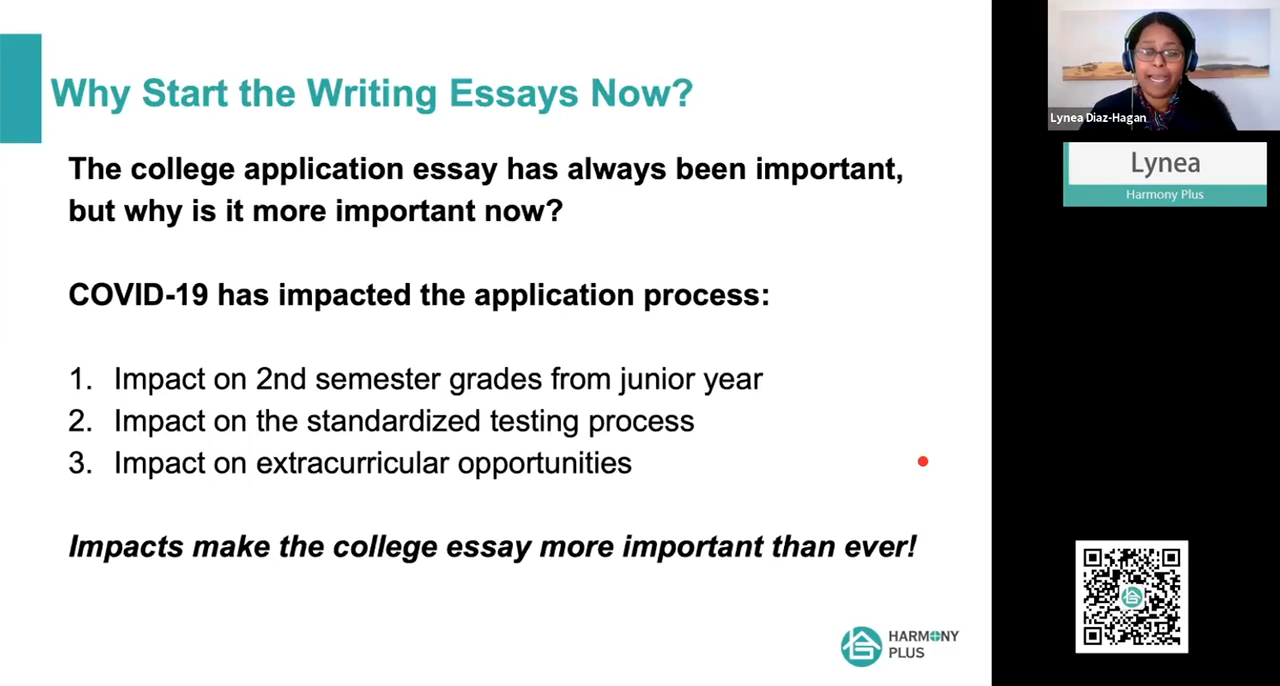 Why Start the Writing Essays Now?
The college application essay has always been important,
but why is it more important now?
COVID-19 has impacted the application process:
1. Impact on 2nd semester grades from junior year
2. Impact on the standardized testing process
3. Impact on extracurricular opportunities
Impacts make the college essay more important than ever!
HARMONY
PLUS
Lynea Diaz-Hagan
Lynea
Harmony Plus